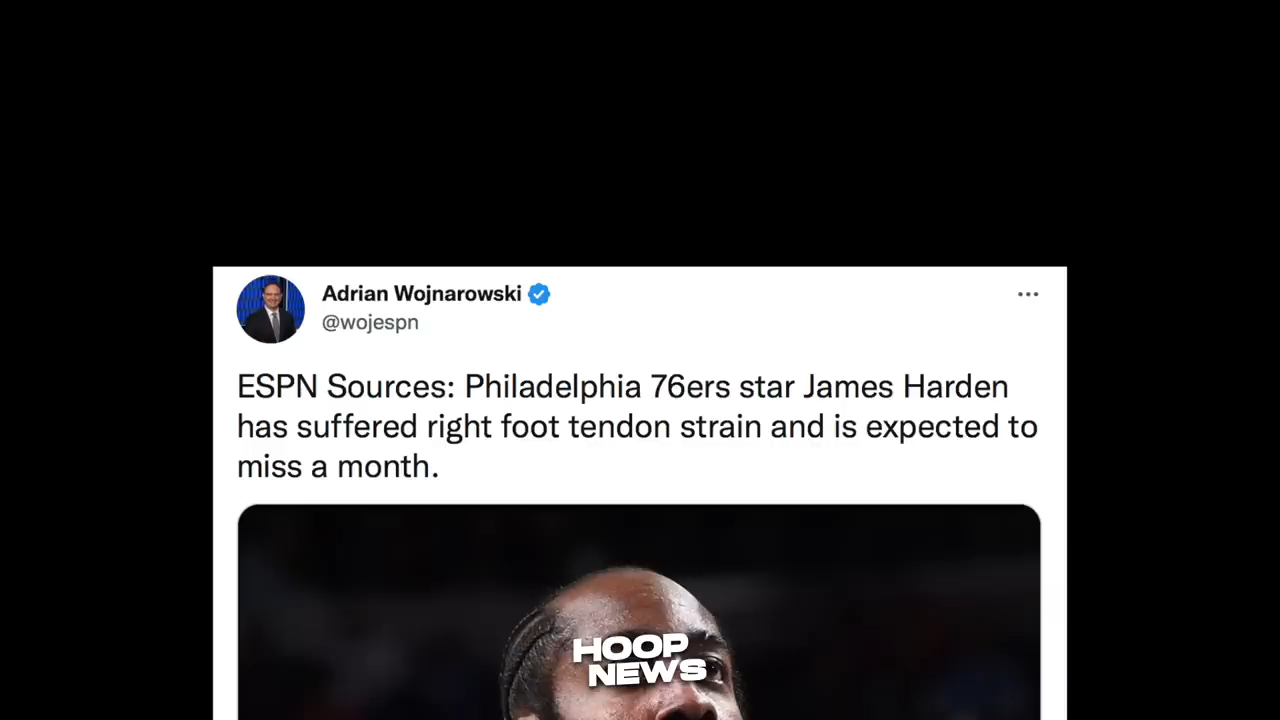 Adrian Wojnarowski
@wojespn
ESPN Sources: Philadelphia 76ers star James Harden
has suffered right foot tendon strain and is expected to
miss a month.
HOOP
NEWS